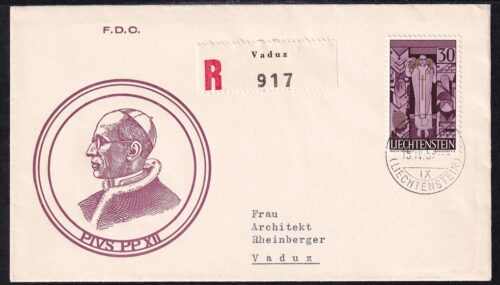 F.D.C.
Vaduz
R 917
30
LIECHTENSTEIN
IX
(LIECHTENSTEIN)
PIVS PP XII
Frau
Architekt
Rheinberger
Vaduz